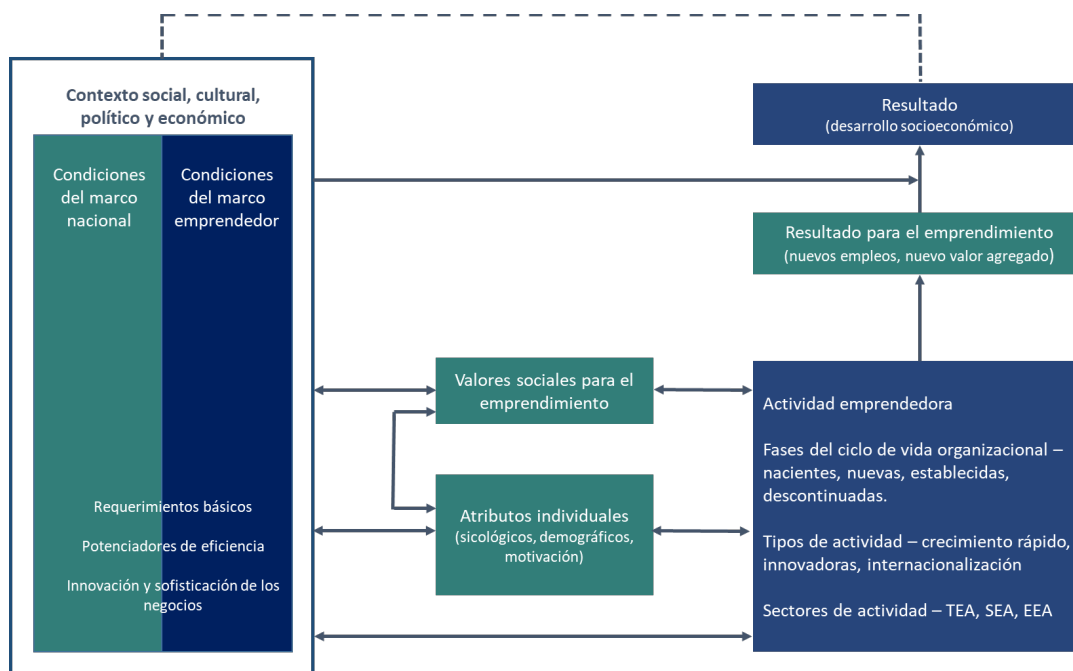 Contexto social, cultural,
político y económico
Condiciones
del marco
nacional
Condiciones
del marco
emprendedor
Requerimientos básicos
Potenciadores de eficiencia
Innovación y sofisticación de los
negocios
Valores sociales para el
emprendimiento
Atributos individuales
(sicológicos, demográficos,
motivación)
Resultado
(desarrollo socioeconómico)
Resultado para el emprendimiento
(nuevos empleos, nuevo valor agregado)
Actividad emprendedora
Fases del ciclo de vida organizacional –
nacientes, nuevas, establecidas,
descontinuadas.
Tipos de actividad – crecimiento rápido,
innovadoras, internacionalización
Sectores de actividad – TEA, SEA, EEA